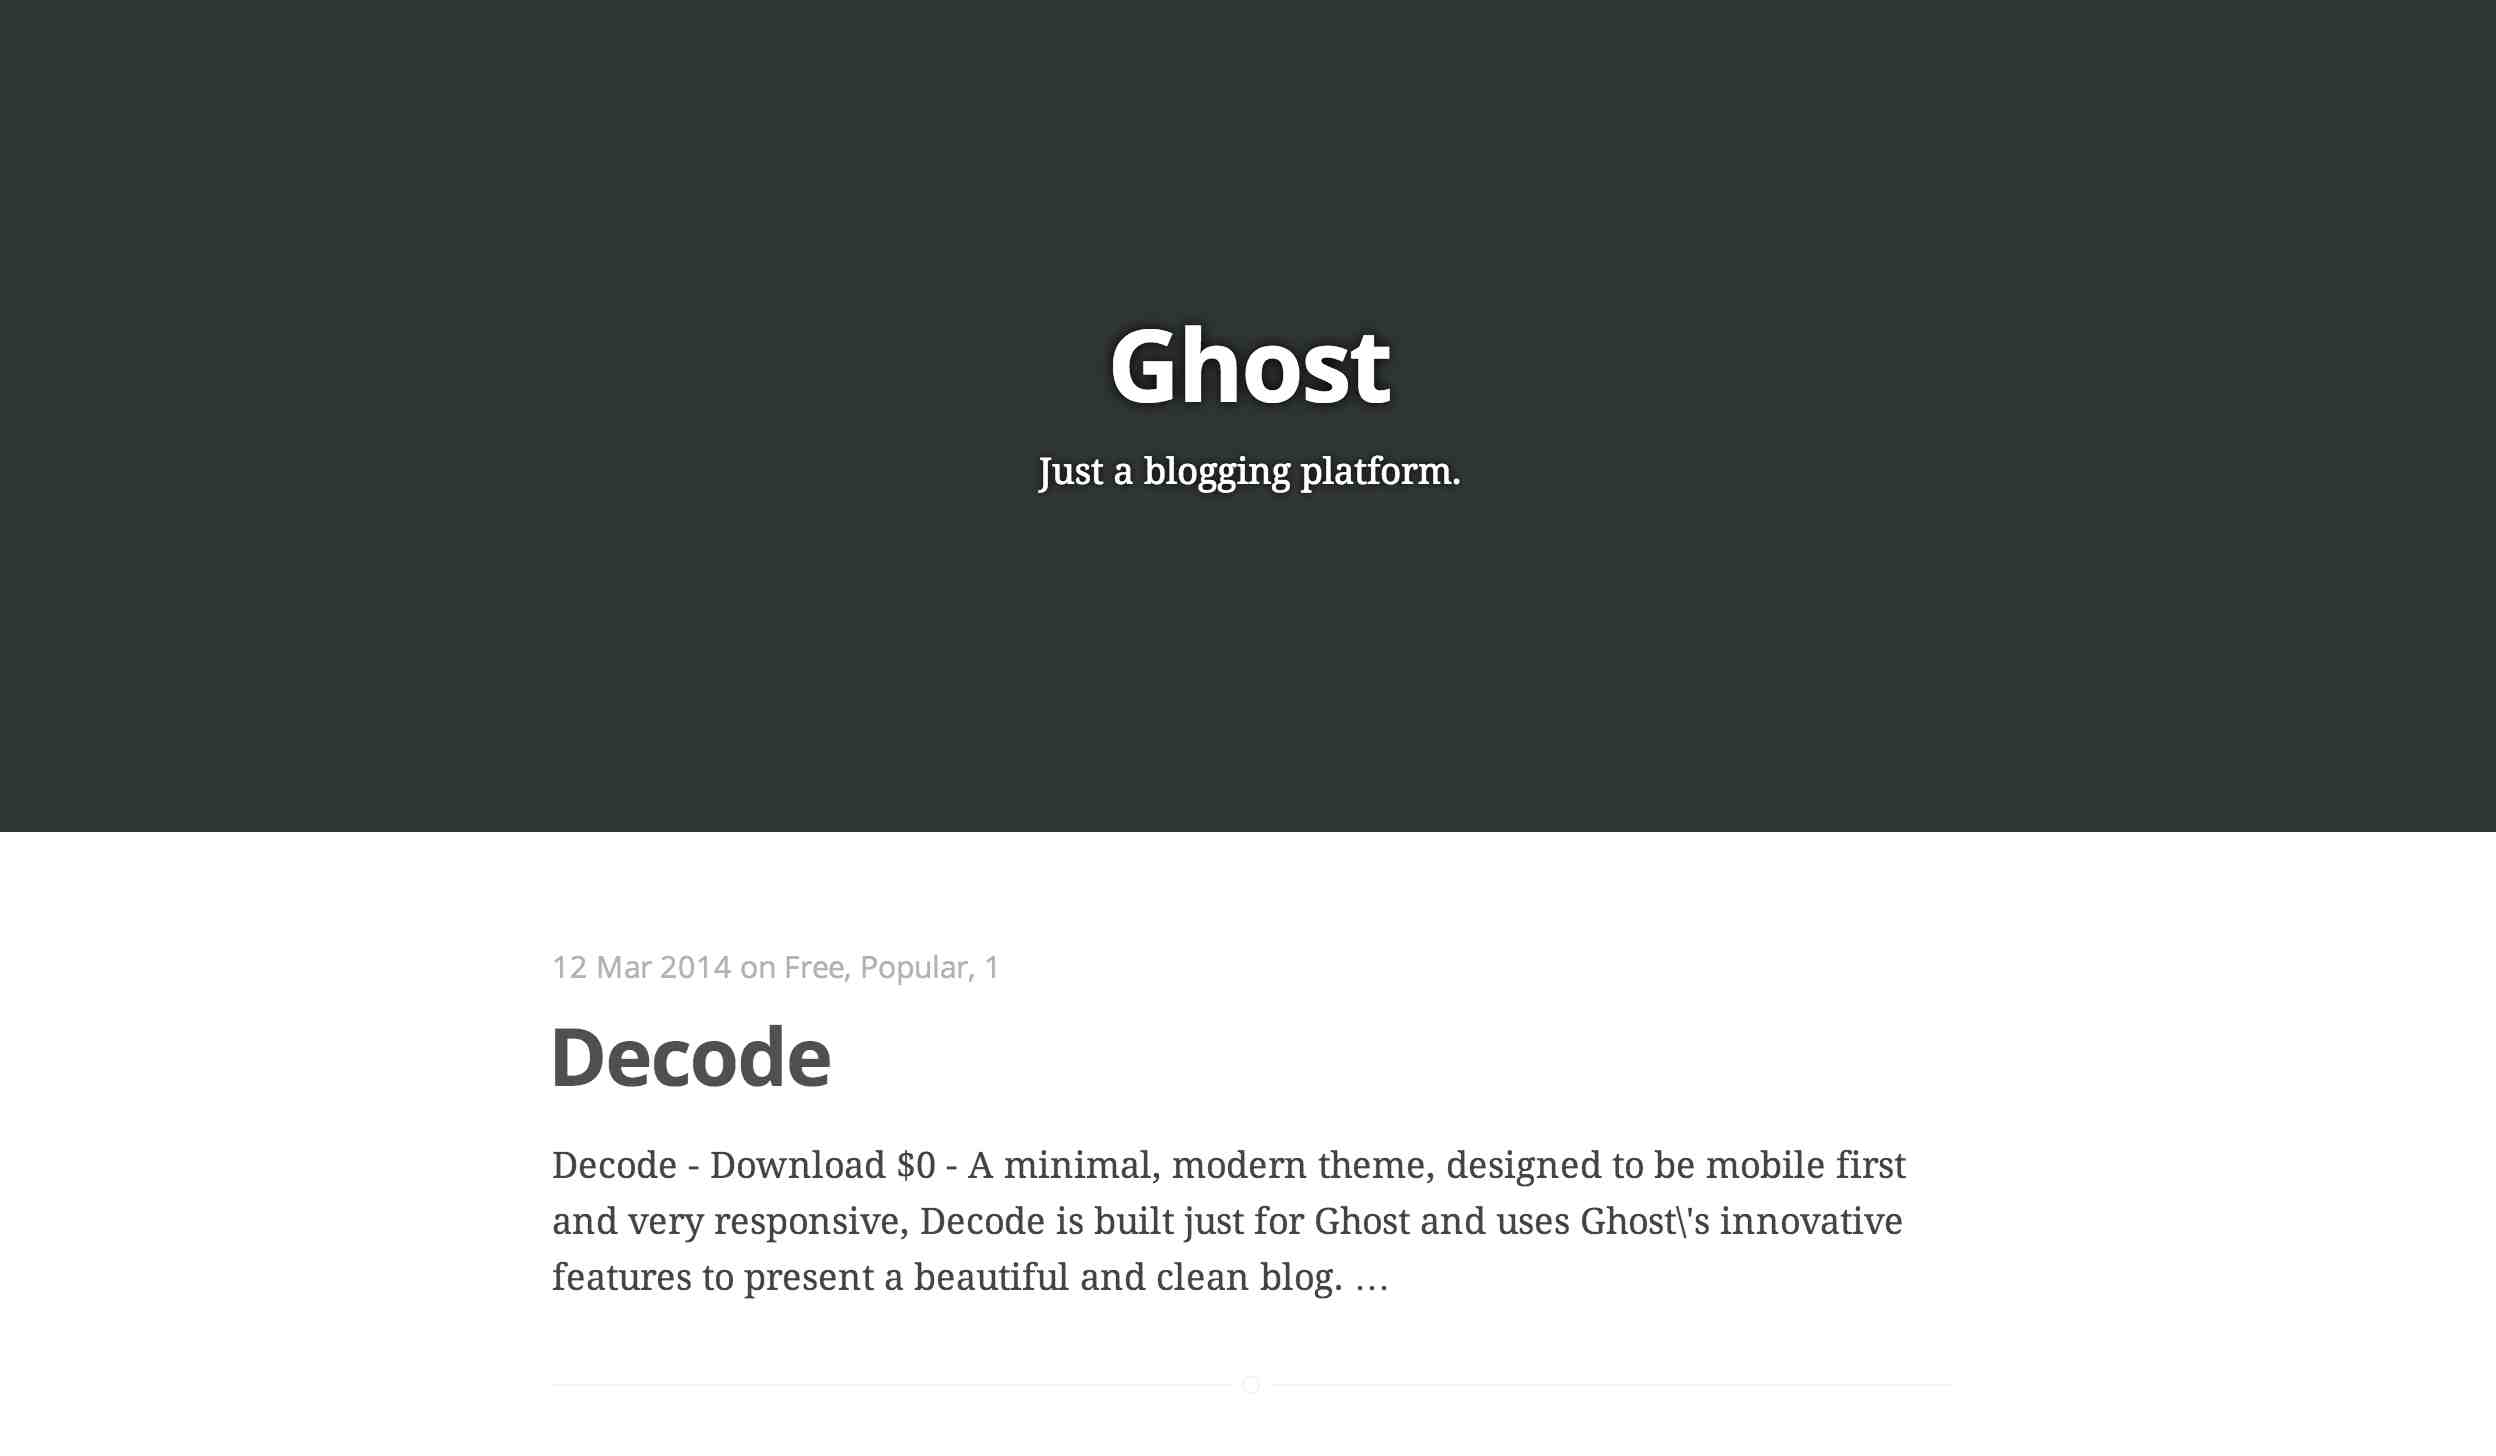 Ghost
Just a blogging platform.
12 Mar 2014 on Free, Popular, 1
Decode
Decode - Download $0 - A minimal, modern theme, designed to be mobile first
and very responsive, Decode is built just for Ghost and uses Ghost\'s innovative
features to present a beautiful and clean blog. …